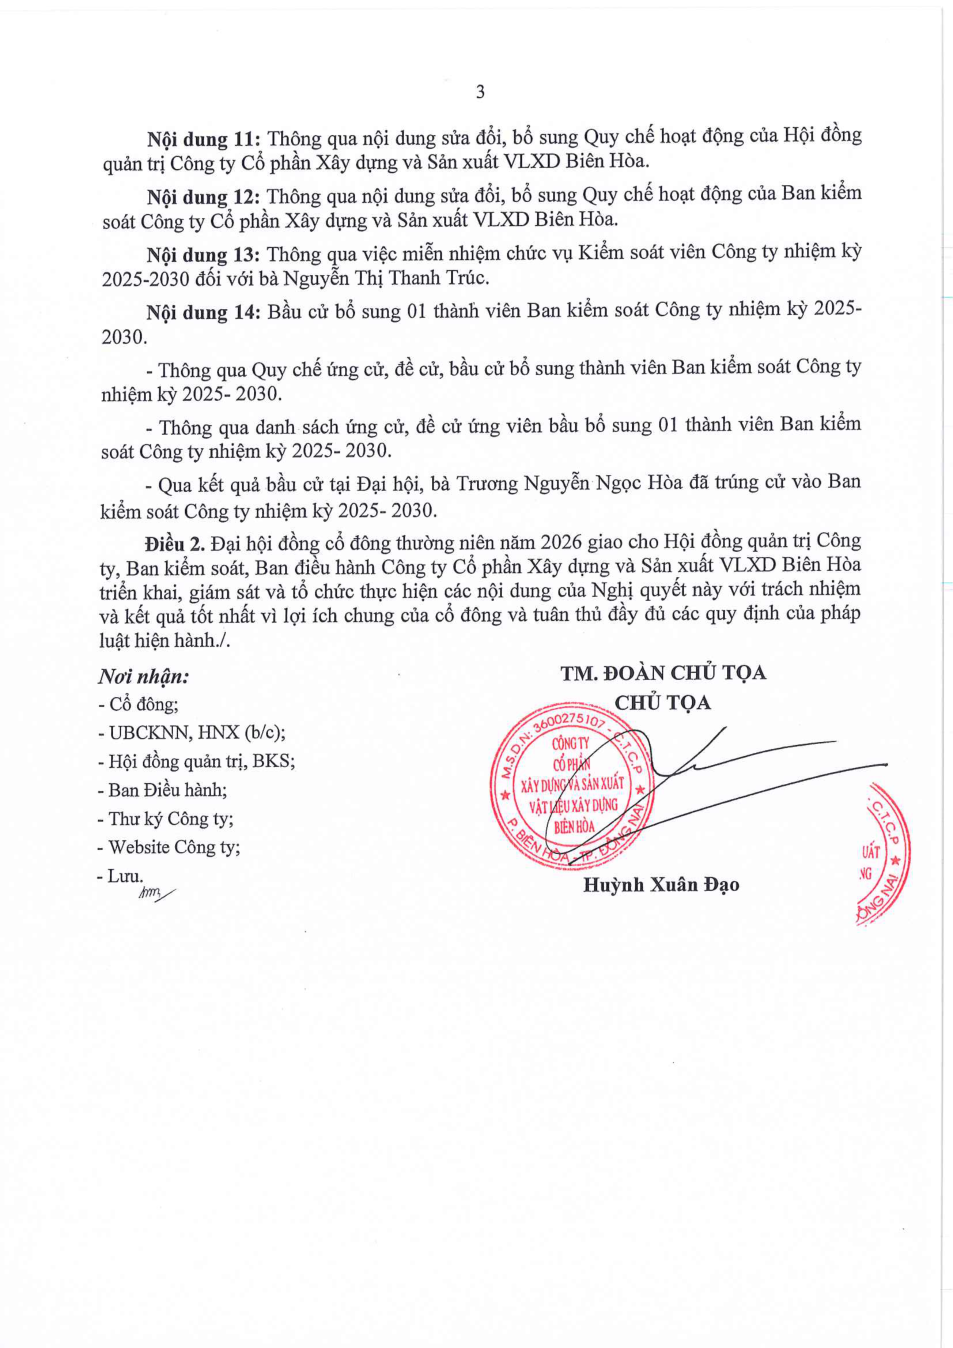 3
Nội dung 11: Thông qua nội dung sửa đổi, bổ sung Quy chế hoạt động của Hội đồng
quản trị Công ty Cổ phần Xây dựng và Sản xuất VLXD Biên Hòa.
Nội dung 12: Thông qua nội dung sửa đổi, bổ sung Quy chế hoạt động của Ban kiểm
soát Công ty Cổ phần Xây dựng và Sản xuất VLXD Biên Hòa.
Nội dung 13: Thông qua việc miễn nhiệm chức vụ Kiểm soát viên Công ty nhiệm kỳ
2025-2030 đối với bà Nguyễn Thị Thanh Trúc.
Nội dung 14: Bầu cử bổ sung 01 thành viên Ban kiểm soát Công ty nhiệm kỳ 2025-
2030.
- Thông qua Quy chế ứng cử, đề cử, bầu cử bổ sung thành viên Ban kiểm soát Công ty
nhiệm kỳ 2025- 2030.
- Thông qua danh sách ứng cử, đề cử ứng viên bầu bổ sung 01 thành viên Ban kiểm
soát Công ty nhiệm kỳ 2025- 2030.
- Qua kết quả bầu cử tại Đại hội, bà Trương Nguyễn Ngọc Hòa đã trúng cử vào Ban
kiểm soát Công ty nhiệm kỳ 2025- 2030.
Điều 2. Đại hội đồng cổ đông thường niên năm 2026 giao cho Hội đồng quản trị Công
ty, Ban kiểm soát, Ban điều hành Công ty Cổ phần Xây dựng và Sản xuất VLXD Biên Hòa
triển khai, giám sát và tổ chức thực hiện các nội dung của Nghị quyết này với trách nhiệm
và kết quả tốt nhất vì lợi ích chung của cổ đông và tuân thủ đầy đủ các quy định của pháp
luật hiện hành./.
Nơi nhận:
- Cổ đông;
- UBCKNN, HNX (b/c);
- Hội đồng quản trị, BKS;
- Ban Điều hành;
- Thư ký Công ty;
- Website Công ty;
- Lưu.
TM. ĐOÀN CHỦ TỌA
CHỦ TỌA
M.S.D.N: 3600275107 - C.T.C.P
CÔNG TY
CỔ PHẦN
XÂY DỰNG VÀ SẢN XUẤT
VẬT LIỆU XÂY DỰNG
BIÊN HÒA
P. BIÊN HÒA - TP. ĐỒNG NAI
Huỳnh Xuân Đạo
C.T.C.P
UẤT
NG
ĐỒNG NAI